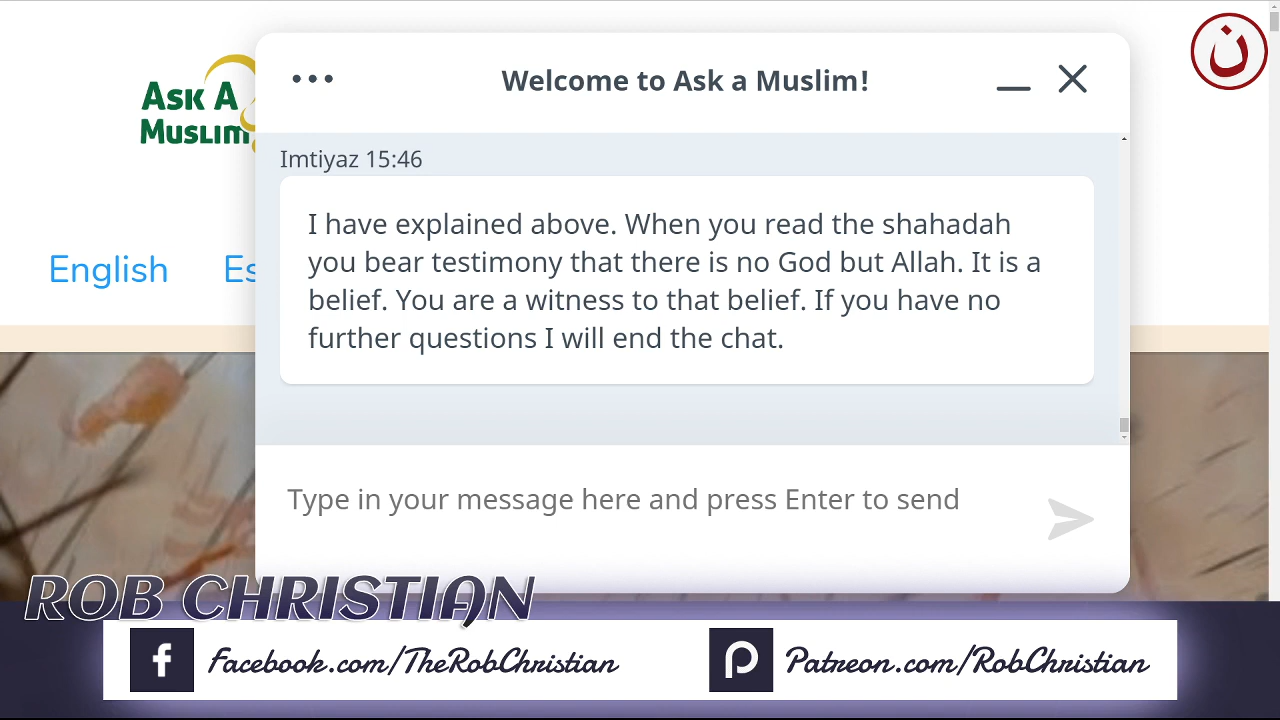 ن
ASK A
MUSLIM
Welcome to Ask a Muslim!
English
Es
Imtiyaz 15:46
I have explained above. When you read the shahadah
you bear testimony that there is no God but Allah. It is a
belief. You are a witness to that belief. If you have no
further questions I will end the chat.
Type in your message here and press Enter to send
ROB CHRISTIAN
Facebook.com/TheRobChristian
Patreon.com/RobChristian